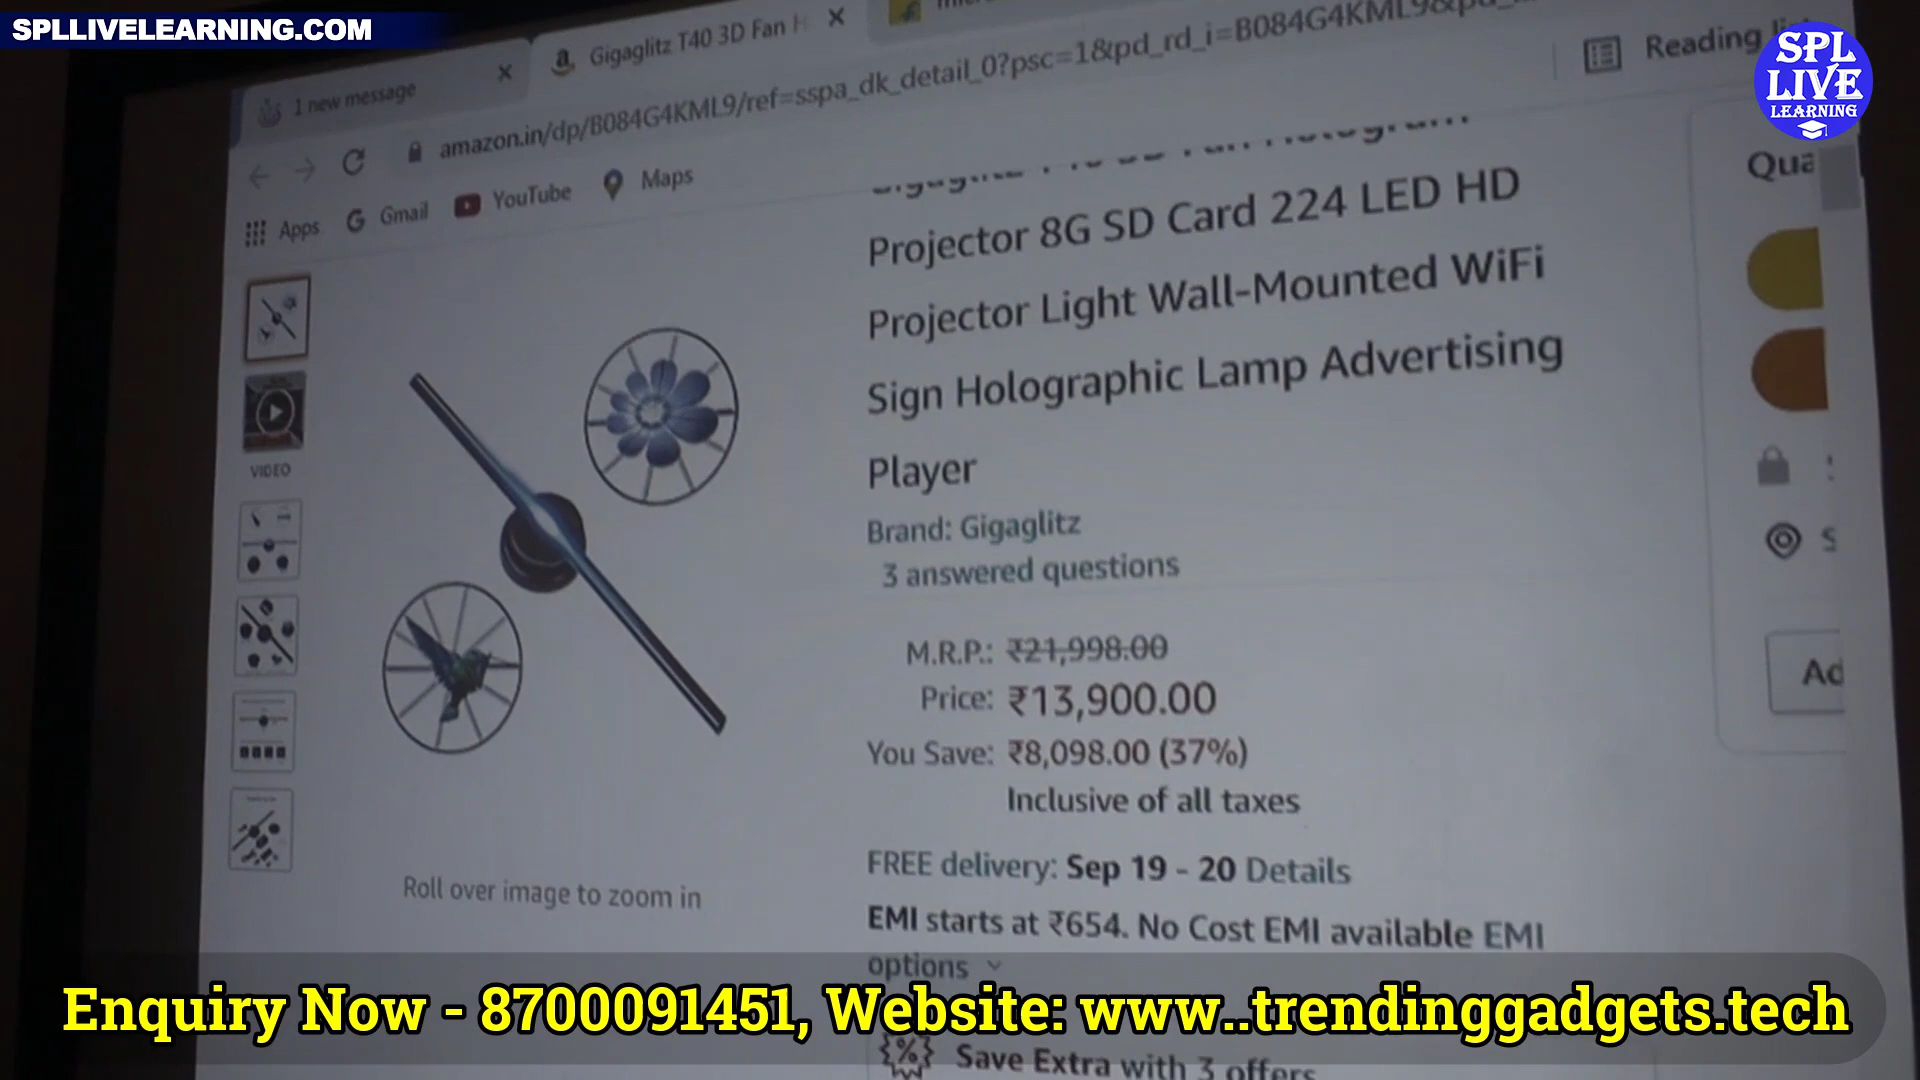 SPLLIVELEARNING.COM
SPL
LIVE
LEARNING
1 new message
Gigaglitz T40 3D Fan H
Reading
amazon.in/dp/B084G4KML9/ref=sspa_dk_detail_0?psc=1&pd_rd_i=B084G4KML9&pd_
Apps
Gmail
YouTube
Maps
Projector 8G SD Card 224 LED HD
Projector Light Wall-Mounted WiFi
Sign Holographic Lamp Advertising
Player
Brand: Gigaglitz
3 answered questions
M.R.P.: ₹21,998.00
Price: ₹13,900.00
You Save: ₹8,098.00 (37%)
Inclusive of all taxes
FREE delivery: Sep 19 - 20 Details
EMI starts at ₹654. No Cost EMI available EMI
options
VIDEO
Roll over image to zoom in
Qua
Ad
Enquiry Now - 8700091451, Website: www..trendinggadgets.tech
Save Extra with 3 offers